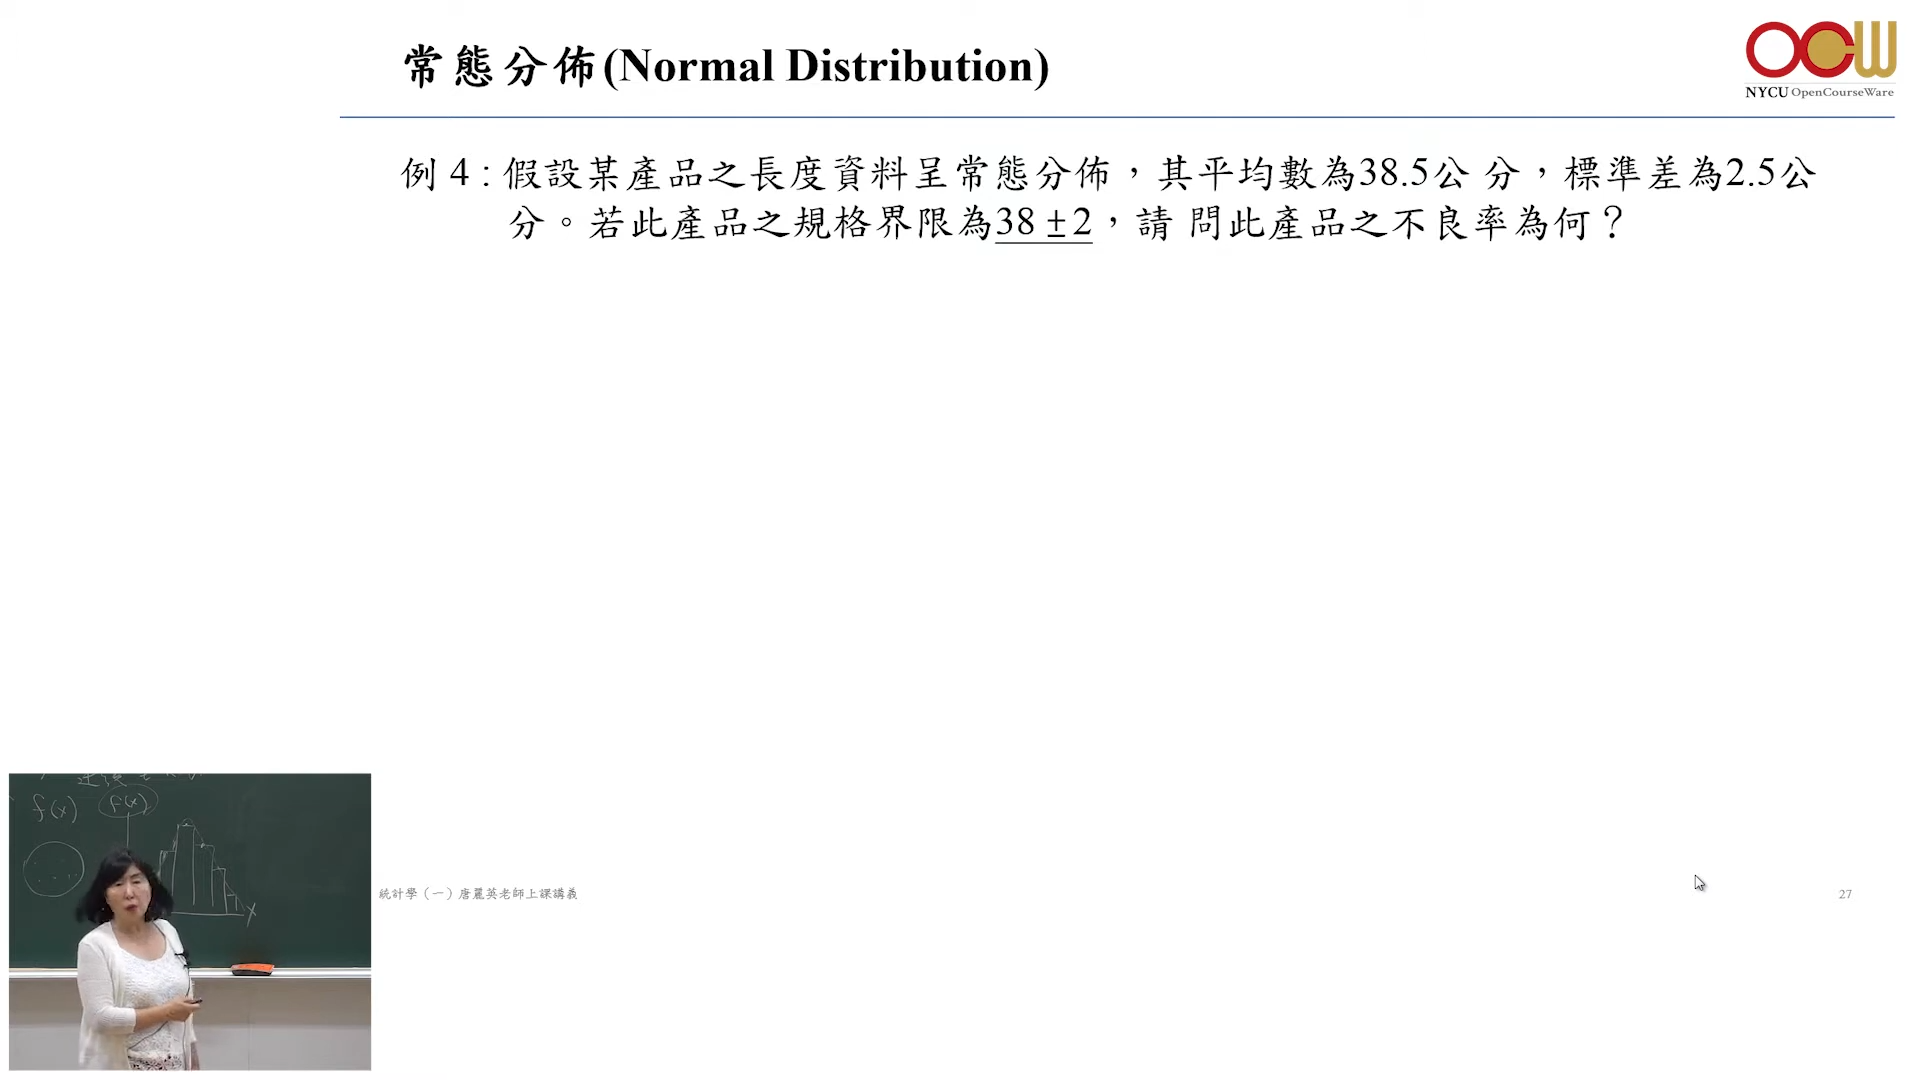 常態分佈(Normal Distribution)
OCW
NYCU OpenCourseWare
例 4 : 假設某產品之長度資料呈常態分佈，其平均數為38.5公 分，標準差為2.5公
分。若此產品之規格界限為38 ±2，請 問此產品之不良率為何？
f(x) f(x)
x
統計學（一）唐麗英老師上課講義
27